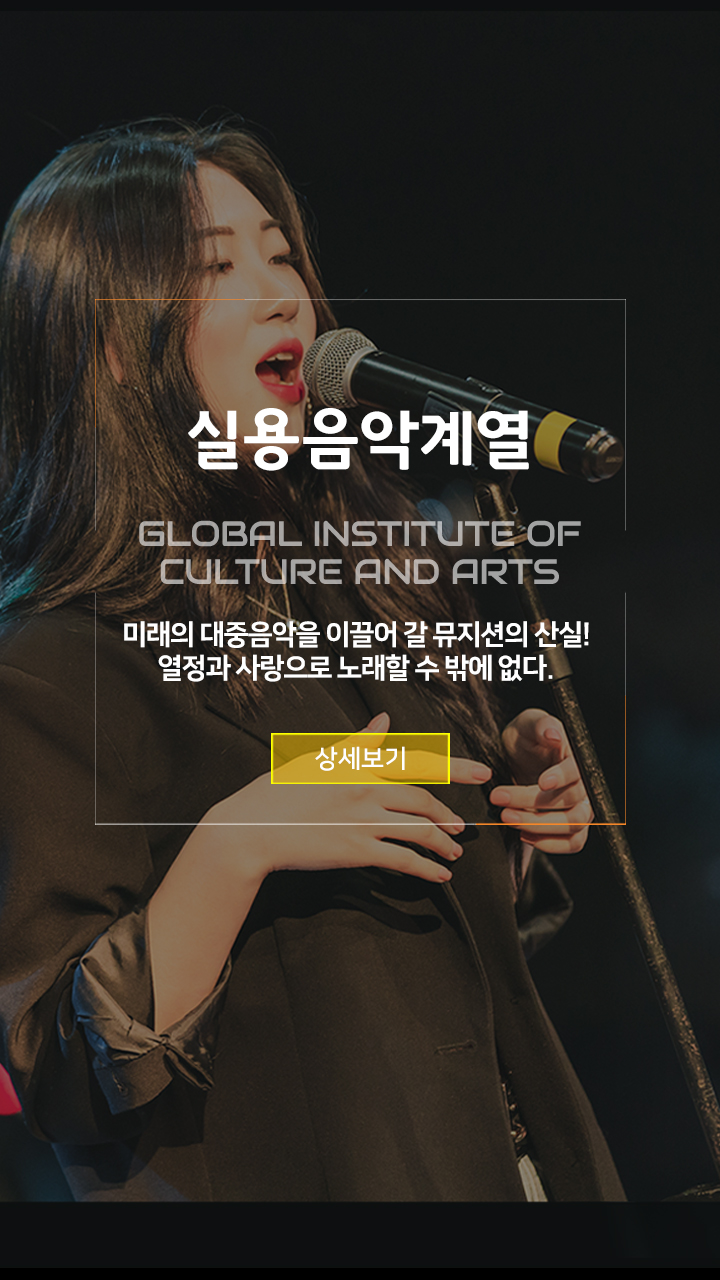 실용음악계열
GLOBAL INSTITUTE OF
CULTURE AND ARTS
미래의 대중음악을 이끌어 갈 뮤지션의 산실!
열정과 사랑으로 노래할 수 밖에 없다.
상세보기